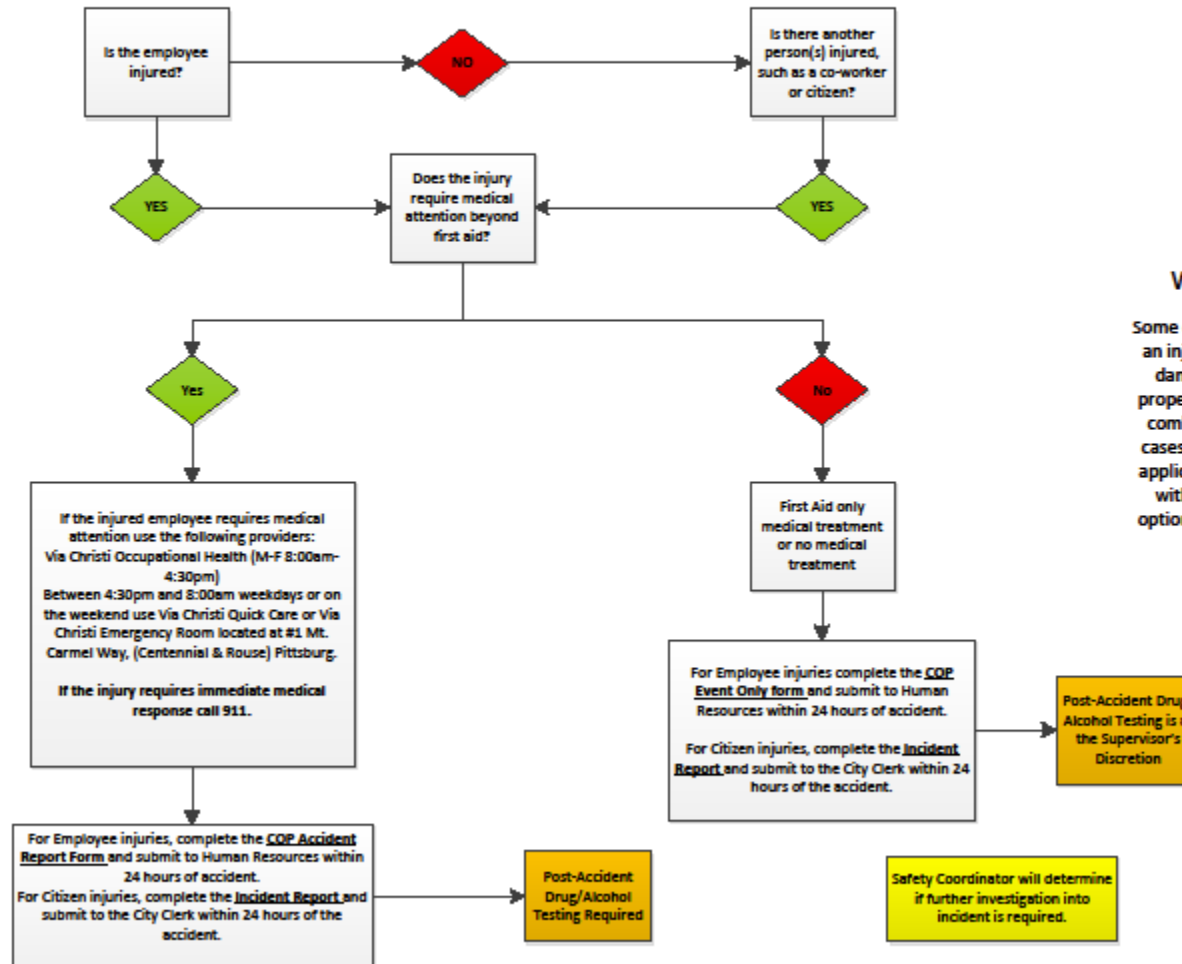 Is the employee
injured?
NO
Is there another
person(s) injured,
such as a co-worker
or citizen?
YES
Does the injury
require medical
attention beyond
first aid?
YES
Yes
No
If the injured employee requires medical
attention use the following providers:
Via Christi Occupational Health (M-F 8:00am-
4:30pm)
Between 4:30pm and 8:00am weekdays or on
the weekend use Via Christi Quick Care or Via
Christi Emergency Room located at #1 Mt.
Carmel Way, (Centennial & Rouse) Pittsburg.
If the injury requires immediate medical
response call 911.
First Aid only
medical treatment
or no medical
treatment
For Employee injuries complete the COP
Event Only form and submit to Human
Resources within 24 hours of accident.
For Citizen injuries, complete the Incident
Report and submit to the City Clerk within 24
hours of the accident.
Post-Accident Drug
Alcohol Testing is
the Supervisor's
Discretion
For Employee injuries, complete the COP Accident
Report Form and submit to Human Resources within
24 hours of accident.
For Citizen injuries, complete the Incident Report and
submit to the City Clerk within 24 hours of the
accident.
Post-Accident
Drug/Alcohol
Testing Required
Safety Coordinator will determine
if further investigation into
incident is required.
Some
an
cases